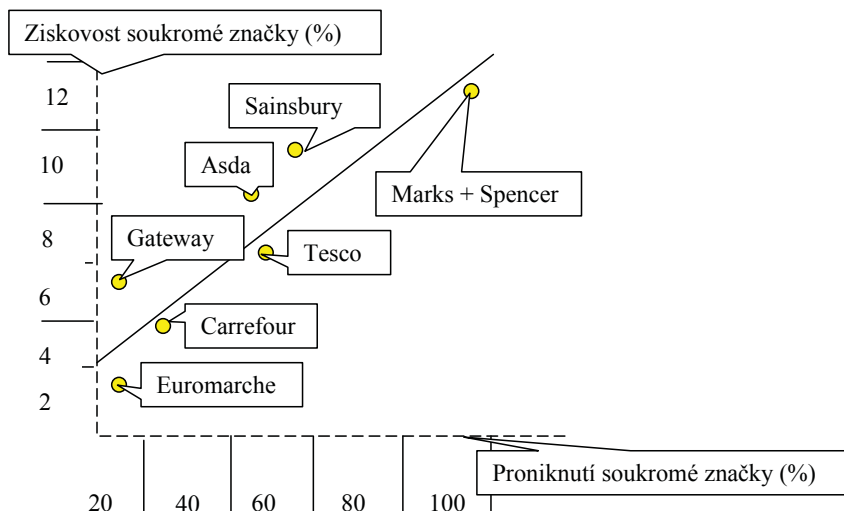 Ziskovost soukromé značky (%)
12
Sainsbury
10
Asda
Marks + Spencer
8
Gateway
Tesco
6
Carrefour
4
Euromarche
2
Proniknutí soukromé značky (%)
20 40 60 80 100